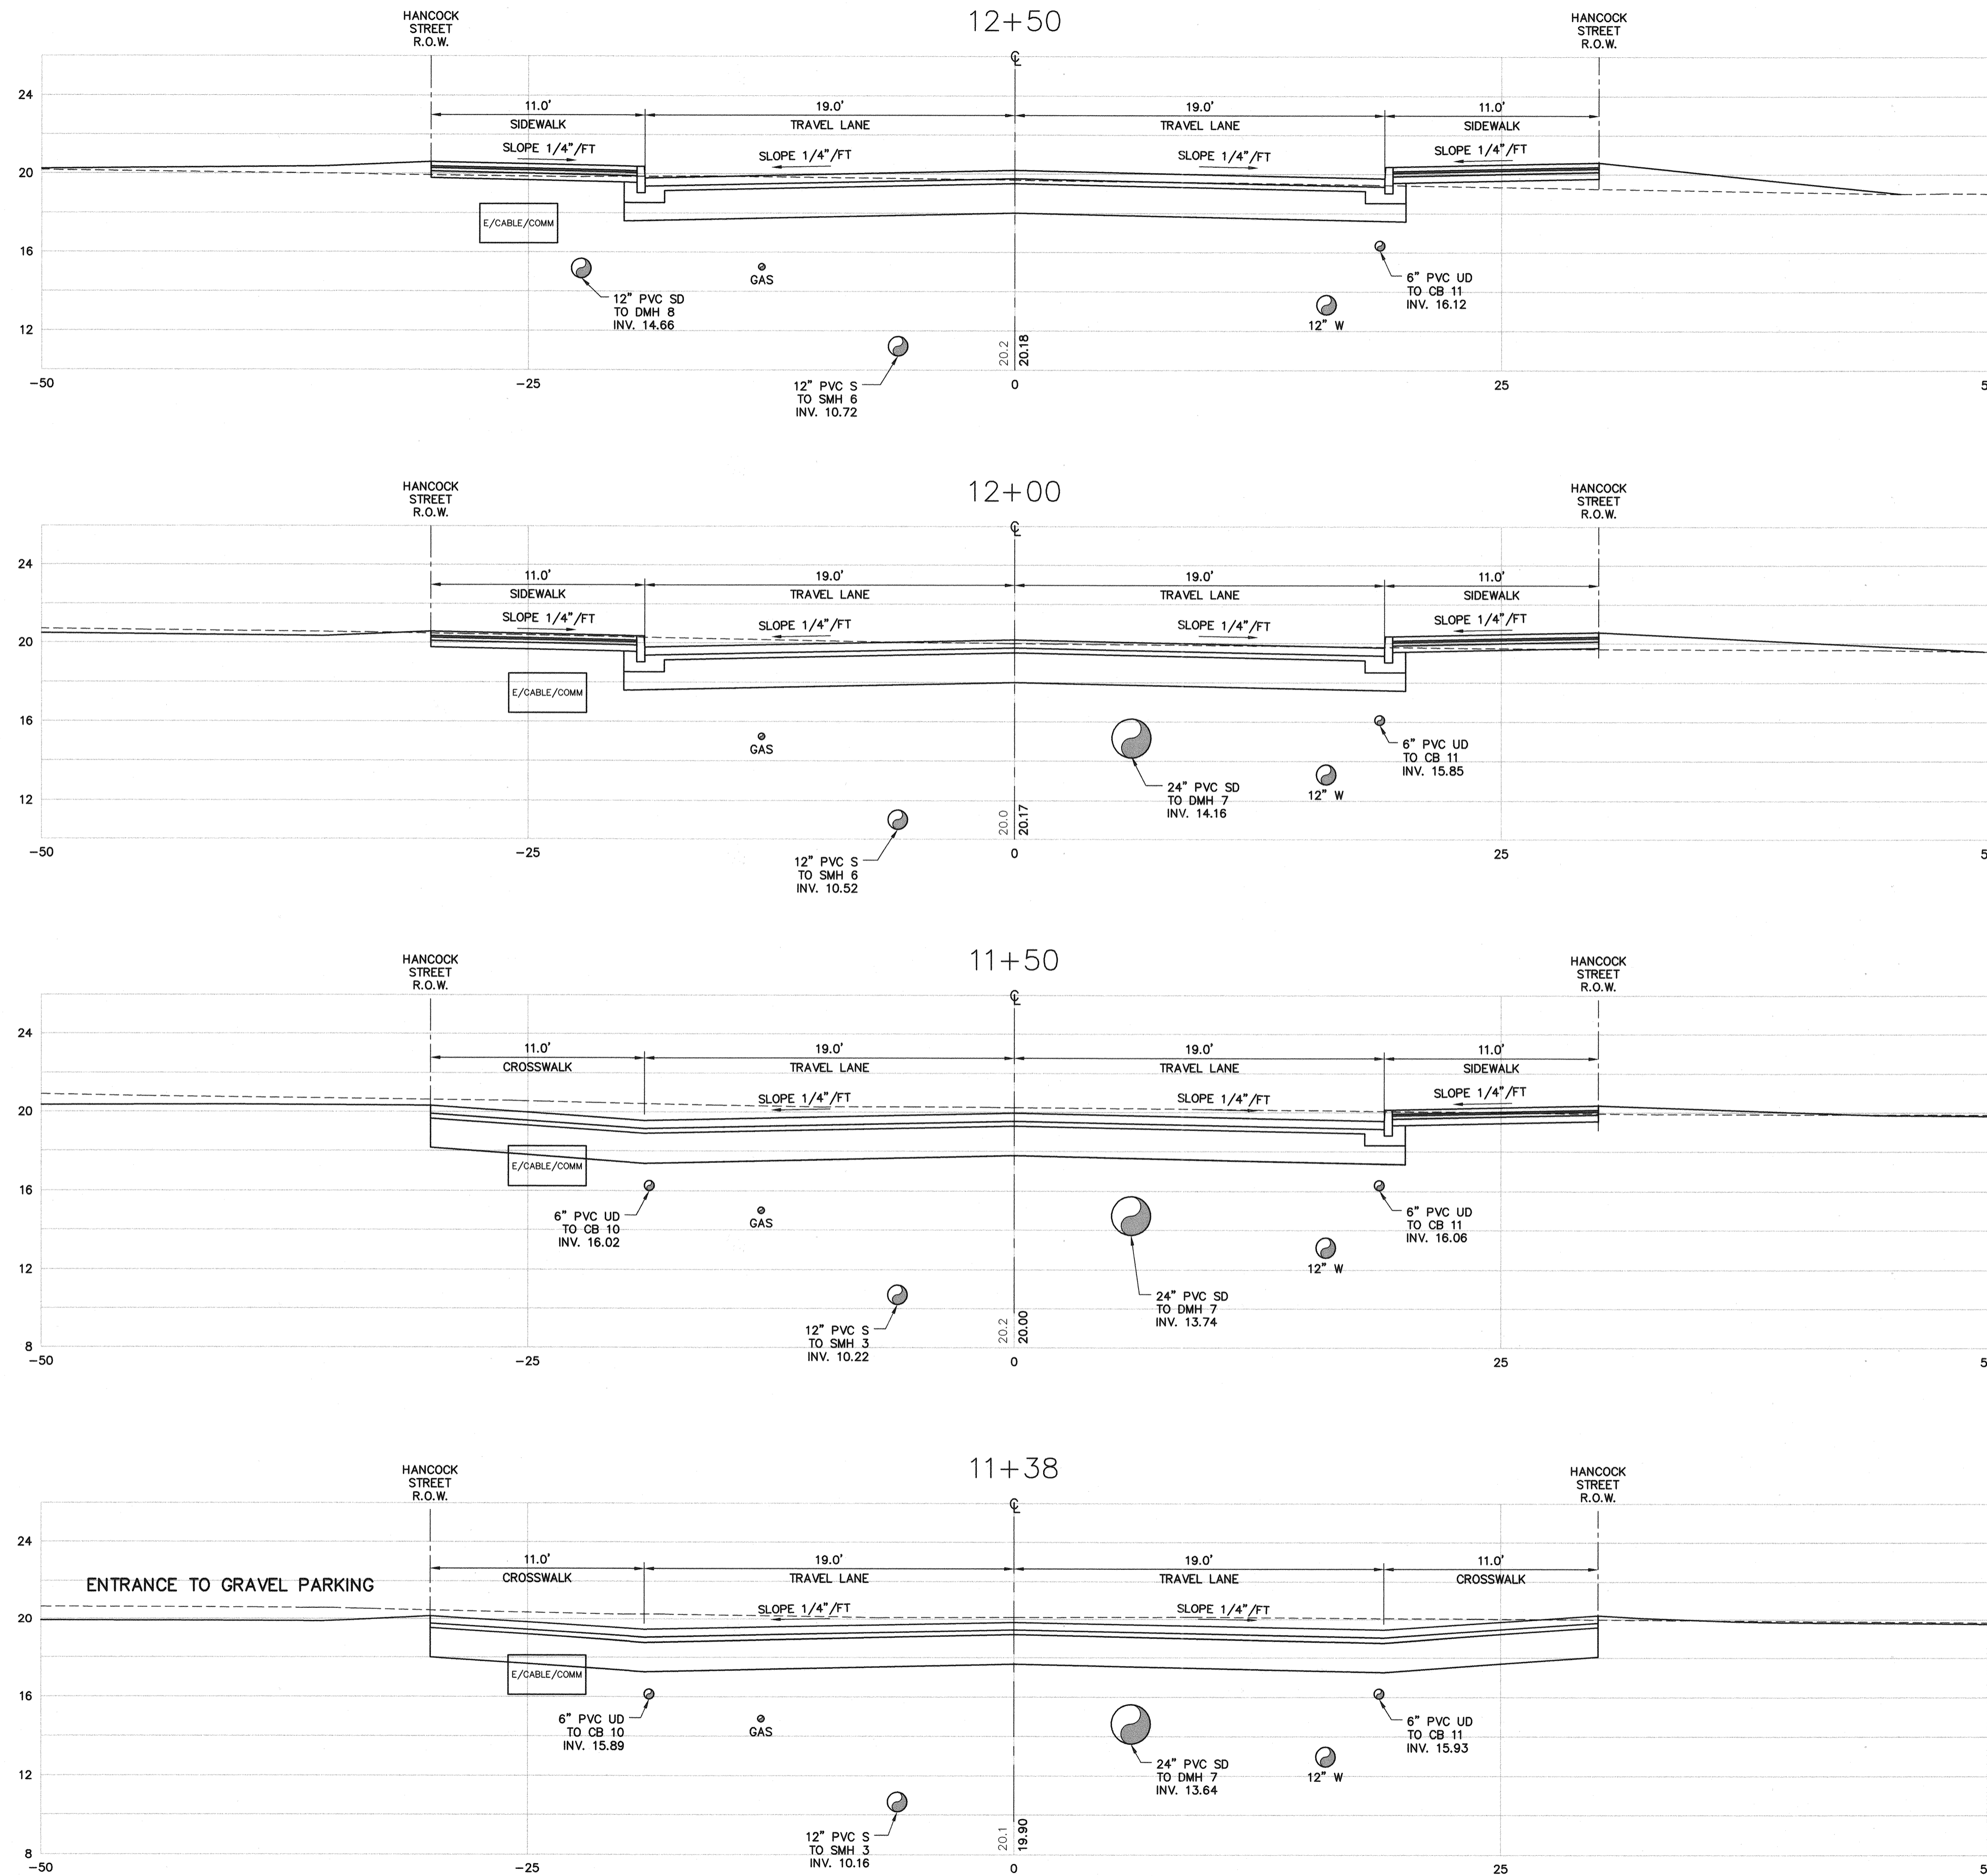 12+50
HANCOCK
STREET
R.O.W.
HANCOCK
STREET
R.O.W.
℄
24
11.0'
19.0'
19.0'
11.0'
SIDEWALK
TRAVEL LANE
TRAVEL LANE
SIDEWALK
SLOPE 1/4"/FT
SLOPE 1/4"/FT
SLOPE 1/4"/FT
SLOPE 1/4"/FT
20
E/CABLE/COMM
16
GAS
12" PVC SD
TO DMH 8
INV. 14.66
6" PVC UD
TO CB 11
INV. 16.12
12" W
12
20.2
20.18
12" PVC S
TO SMH 6
INV. 10.72
-50
-25
0
25
12+00
HANCOCK
STREET
R.O.W.
HANCOCK
STREET
R.O.W.
℄
24
11.0'
19.0'
19.0'
11.0'
SIDEWALK
TRAVEL LANE
TRAVEL LANE
SIDEWALK
SLOPE 1/4"/FT
SLOPE 1/4"/FT
SLOPE 1/4"/FT
SLOPE 1/4"/FT
20
E/CABLE/COMM
16
GAS
6" PVC UD
TO CB 11
INV. 15.85
24" PVC SD
TO DMH 7
INV. 14.16
12" W
12
20.0
20.17
12" PVC S
TO SMH 6
INV. 10.52
-50
-25
0
25
11+50
HANCOCK
STREET
R.O.W.
HANCOCK
STREET
R.O.W.
℄
24
11.0'
19.0'
19.0'
11.0'
CROSSWALK
TRAVEL LANE
TRAVEL LANE
SIDEWALK
SLOPE 1/4"/FT
SLOPE 1/4"/FT
SLOPE 1/4"/FT
20
E/CABLE/COMM
16
6" PVC UD
TO CB 10
INV. 16.02
GAS
6" PVC UD
TO CB 11
INV. 16.06
12" W
12
24" PVC SD
TO DMH 7
INV. 13.74
20.2
20.00
12" PVC S
TO SMH 3
INV. 10.22
8
-50
-25
0
25
11+38
HANCOCK
STREET
R.O.W.
HANCOCK
STREET
R.O.W.
℄
24
11.0'
19.0'
19.0'
11.0'
CROSSWALK
TRAVEL LANE
TRAVEL LANE
CROSSWALK
ENTRANCE TO GRAVEL PARKING
SLOPE 1/4"/FT
SLOPE 1/4"/FT
20
E/CABLE/COMM
16
6" PVC UD
TO CB 10
INV. 15.89
GAS
6" PVC UD
TO CB 11
INV. 15.93
24" PVC SD
TO DMH 7
INV. 13.64
12" W
12
20.1
19.90
12" PVC S
TO SMH 3
INV. 10.16
8
-50
-25
0
25